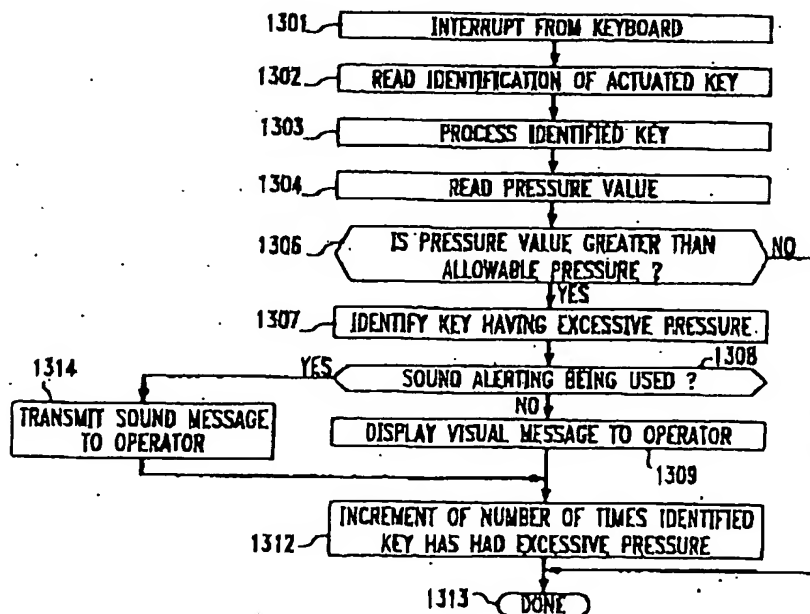 1301
INTERRUPT FROM KEYBOARD
1302
READ IDENTIFICATION OF ACTUATED KEY
1303
PROCESS IDENTIFIED KEY
1304
READ PRESSURE VALUE
1306
IS PRESSURE VALUE GREATER THAN
ALLOWABLE PRESSURE ?
NO
YES
1307
IDENTIFY KEY HAVING EXCESSIVE PRESSURE
1308
SOUND ALERTING BEING USED ?
YES
1314
TRANSMIT SOUND MESSAGE
TO OPERATOR
NO
DISPLAY VISUAL MESSAGE TO OPERATOR
1309
1312
INCREMENT OF NUMBER OF TIMES IDENTIFIED
KEY HAS HAD EXCESSIVE PRESSURE
1313
DONE